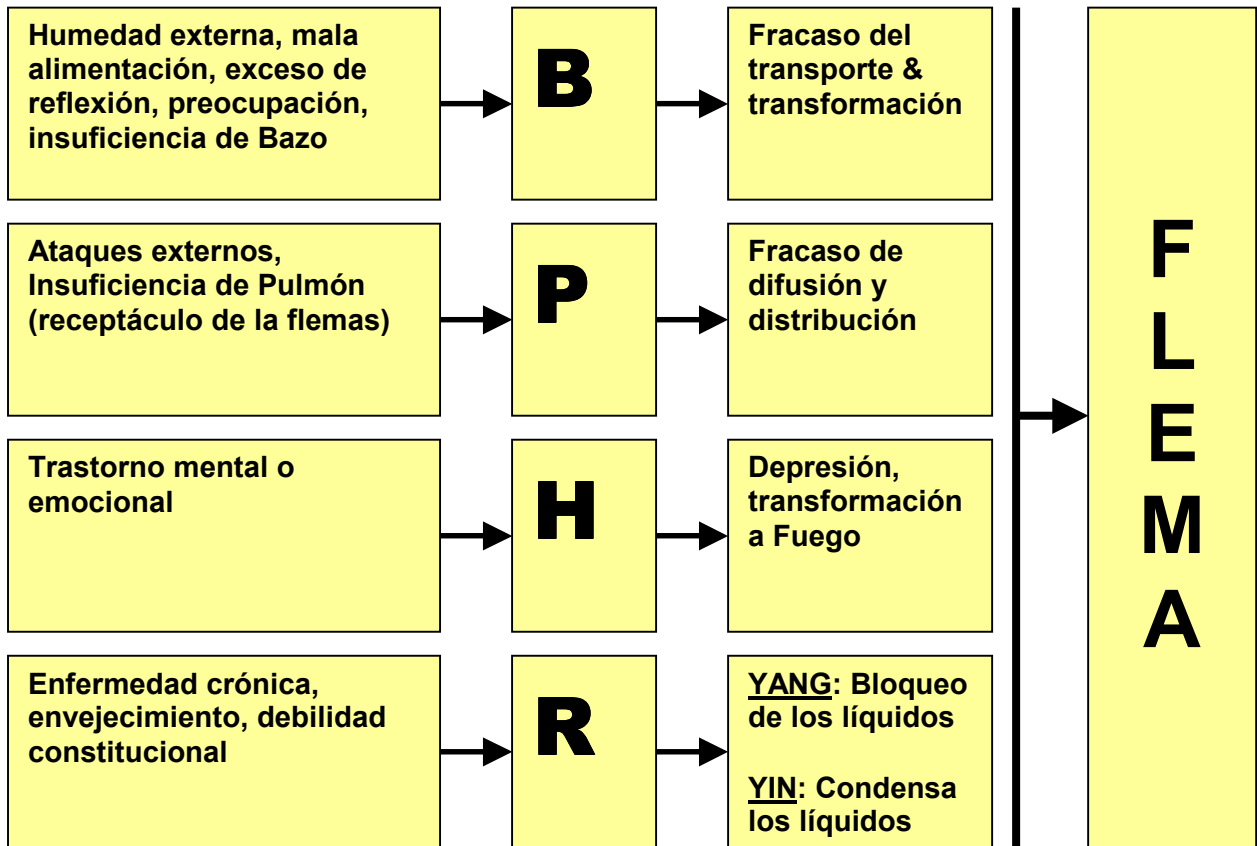 Humedad externa, mala
alimentación, exceso de
reflexión, preocupación,
insuficiencia de Bazo
B
Fracaso del
transporte &
transformación
Ataques externos,
Insuficiencia de Pulmón
(receptáculo de la flemas)
P
Fracaso de
difusión y
distribución
Trastorno mental o
emocional
H
Depresión,
transformación
a Fuego
Enfermedad crónica,
envejecimiento, debilidad
constitucional
R
YANG: Bloqueo
de los líquidos
YIN: Condensa
los líquidos
F
L
E
M
A